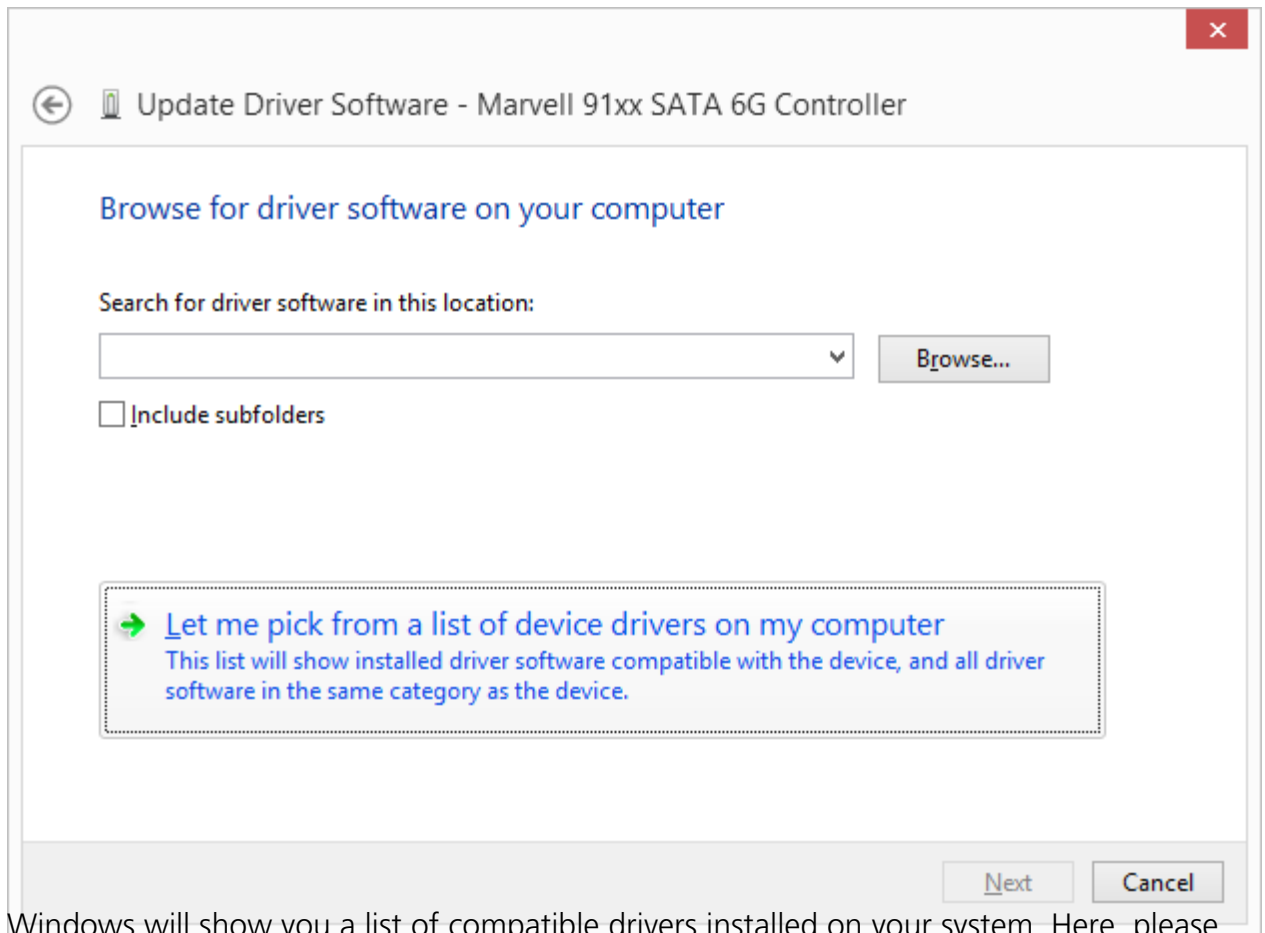 Update Driver Software - Marvell 91xx SATA 6G Controller
Browse for driver software on your computer
Search for driver software in this location:
Browse...
Include subfolders
Let me pick from a list of device drivers on my computer
This list will show installed driver software compatible with the device, and all driver
software in the same category as the device.
Next
Cancel
Windows will show you a list of compatible drivers installed on your system. Here, please